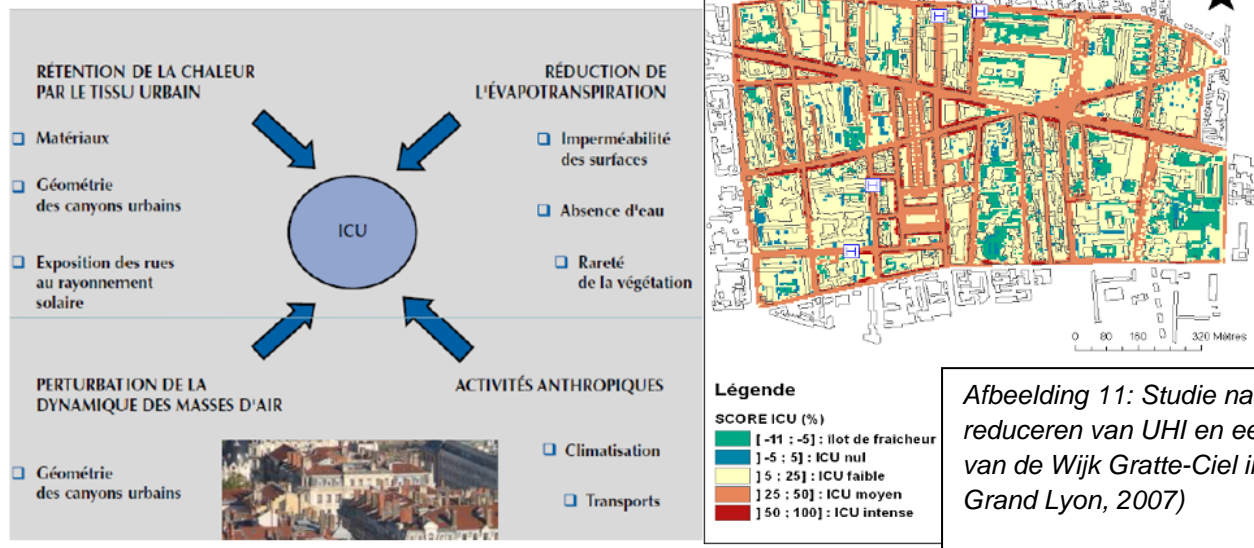 RÉTENTION DE LA CHALEUR
PAR LE TISSU URBAIN
Matériaux
Géométrie
des canyons urbains
Exposition des rues
au rayonnement
solaire
RÉDUCTION DE
L'ÉVAPOTRANSPIRATION
Imperméabilité
des surfaces
Absence d'eau
Rareté
de la végétation
ICU
PERTURBATION DE LA
DYNAMIQUE DES MASSES D'AIR
Géométrie
des canyons urbains
ACTIVITÉS ANTHROPIQUES
Climatisation
Transports
H
H
H
H
0 80 160 320 Mètres
Légende
SCORE ICU (%)
[ -11 ; -5] : îlot de fraîcheur
] -5 ; 5] : ICU nul
] 5 ; 25] : ICU faible
] 25 ; 50] : ICU moyen
] 50 ; 100] : ICU intense
Afbeelding 11: Studie na
reduceren van UHI en ee
van de Wijk Gratte-Ciel i
Grand Lyon, 2007)